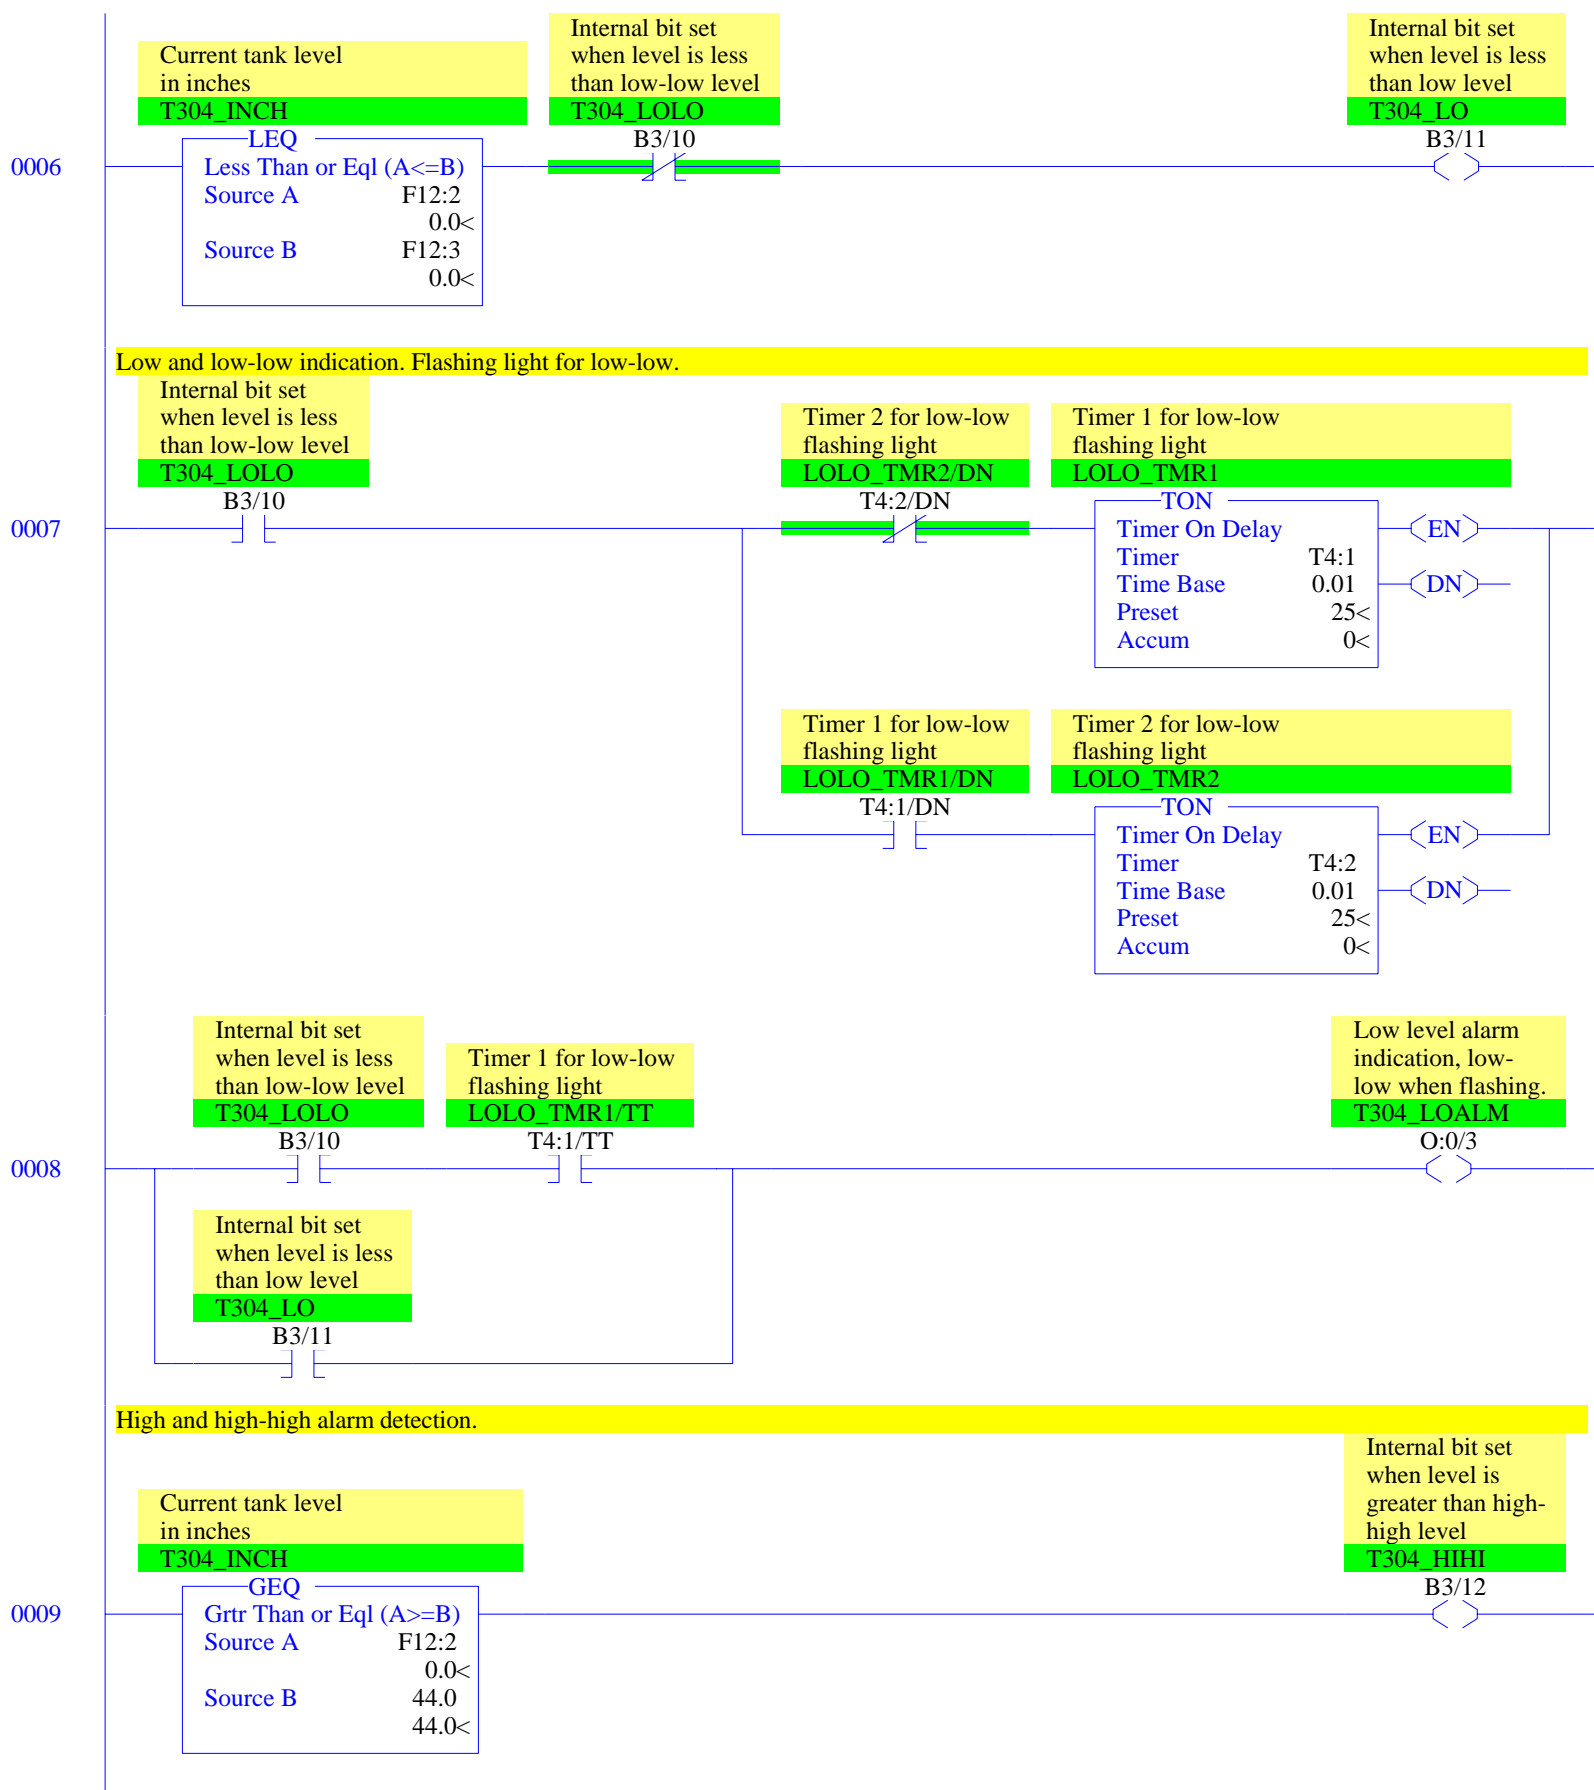 Current tank level
in inches
T304_INCH
Internal bit set
when level is less
than low-low level
T304_LOLO
B3/10
Internal bit set
when level is less
than low level
T304_LO
B3/11
0006
LEQ
Less Than or Eql (A<=B)
Source A F12:2
0.0<
Source B F12:3
0.0<
Low and low-low indication. Flashing light for low-low.
Internal bit set
when level is less
than low-low level
T304_LOLO
B3/10
Timer 2 for low-low
flashing light
LOLO_TMR2/DN
T4:2/DN
Timer 1 for low-low
flashing light
LOLO_TMR1
0007
TON
Timer On Delay
Timer T4:1
Time Base 0.01
Preset 25<
Accum 0<
EN
DN
Timer 1 for low-low
flashing light
LOLO_TMR1/DN
T4:1/DN
Timer 2 for low-low
flashing light
LOLO_TMR2
TON
Timer On Delay
Timer T4:2
Time Base 0.01
Preset 25<
Accum 0<
EN
DN
Internal bit set
when level is less
than low-low level
T304_LOLO
B3/10
Timer 1 for low-low
flashing light
LOLO_TMR1/TT
T4:1/TT
Low level alarm
indication, low-
low when flashing.
T304_LOALM
O:0/3
0008
Internal bit set
when level is less
than low level
T304_LO
B3/11
High and high-high alarm detection.
Current tank level
in inches
T304_INCH
Internal bit set
when level is
greater than high-
high level
T304_HIHI
B3/12
0009
GEQ
Grtr Than or Eql (A>=B)
Source A F12:2
0.0<
Source B 44.0
44.0<